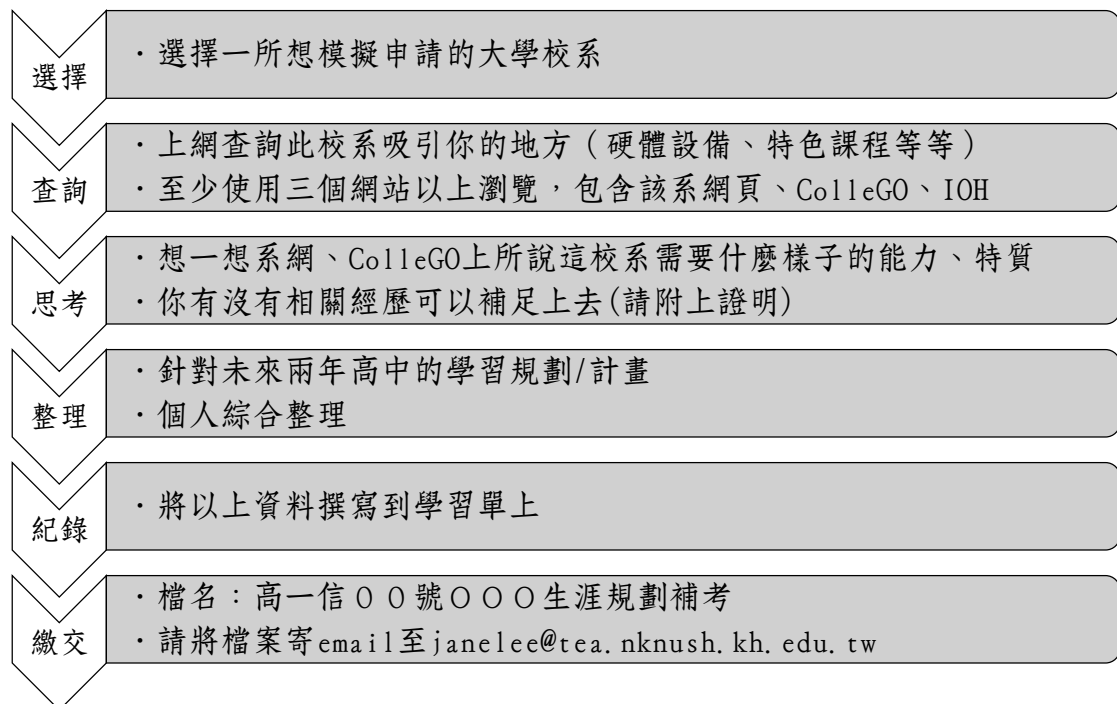 選擇
・選擇一所想模擬申請的大學校系
查詢
・上網查詢此校系吸引你的地方（硬體設備、特色課程等等）
・至少使用三個網站以上瀏覽，包含該系網頁、ColleGO、IOH
思考
・想一想系網、ColleGO上所說這校系需要什麼樣子的能力、特質
・你有沒有相關經歷可以補足上去(請附上證明)
整理
・針對未來兩年高中的學習規劃/計畫
・個人綜合整理
紀錄
・將以上資料撰寫到學習單上
繳交
・檔名：高一信００號ＯＯＯ生涯規劃補考
・請將檔案寄email至janelee@tea.nknush.kh.edu.tw